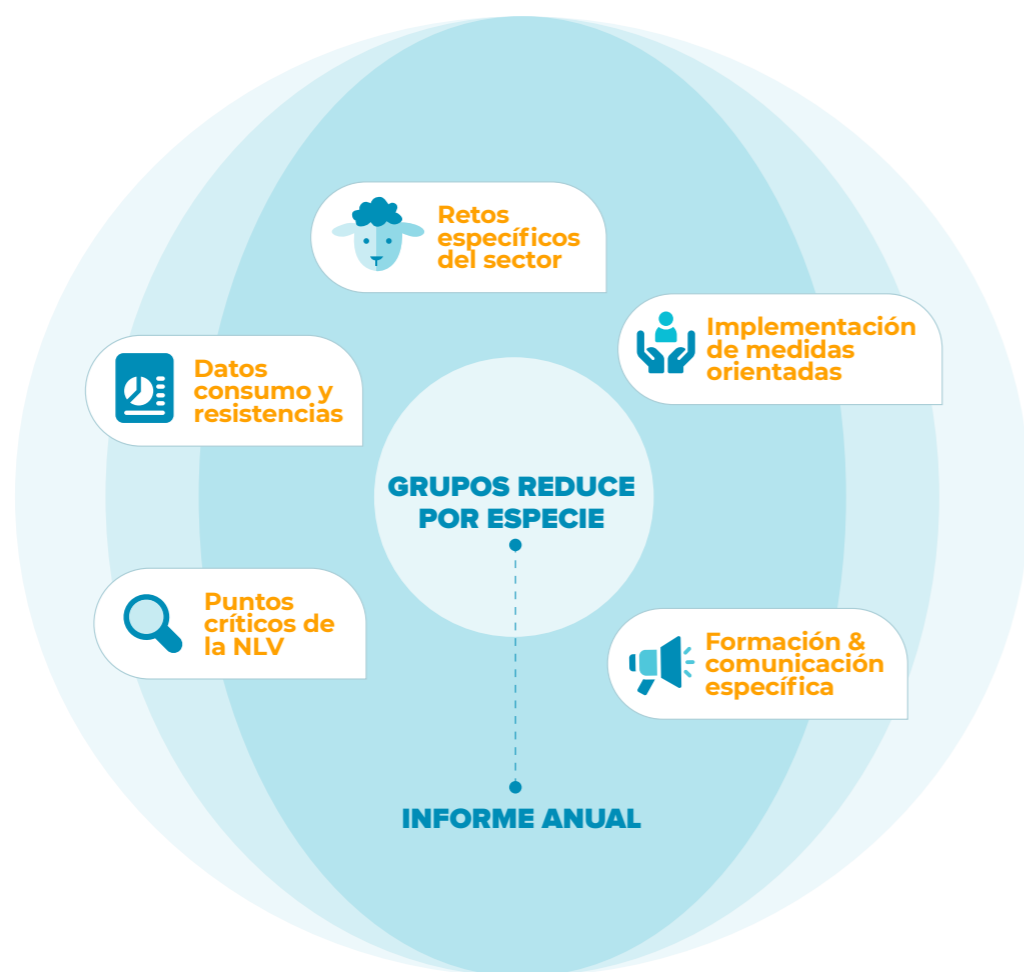 Retos
específicos
del sector
Implementación
de medidas
orientadas
Datos
consumo y
resistencias
GRUPOS REDUCE
POR ESPECIE
Puntos
críticos de
la NLV
Formación &
comunicación
específica
INFORME ANUAL